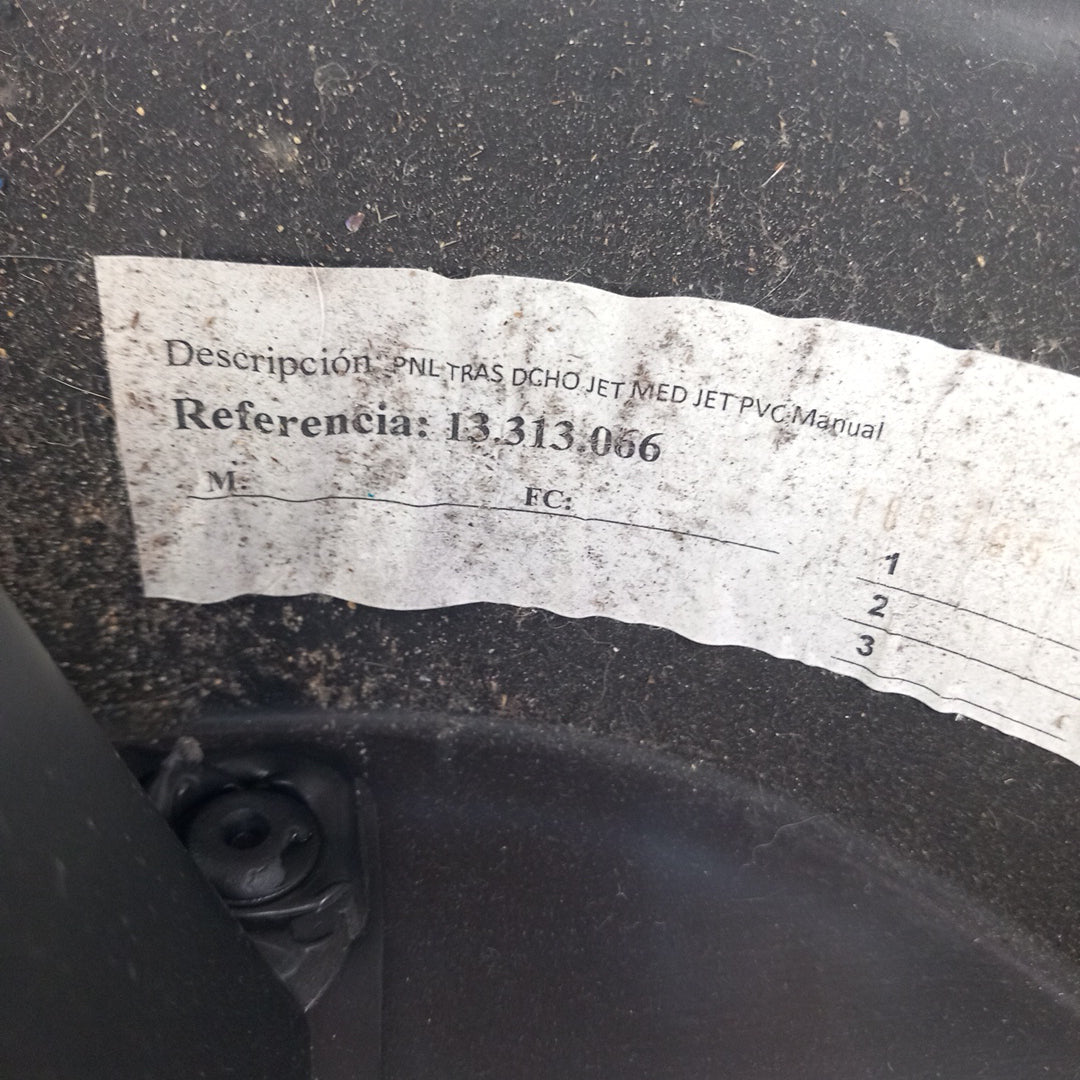 Descripción: PNL TRAS DCHO JET MED JET PVC Manual
Referencia: 13.313.066
M:
FC:
1
2
3